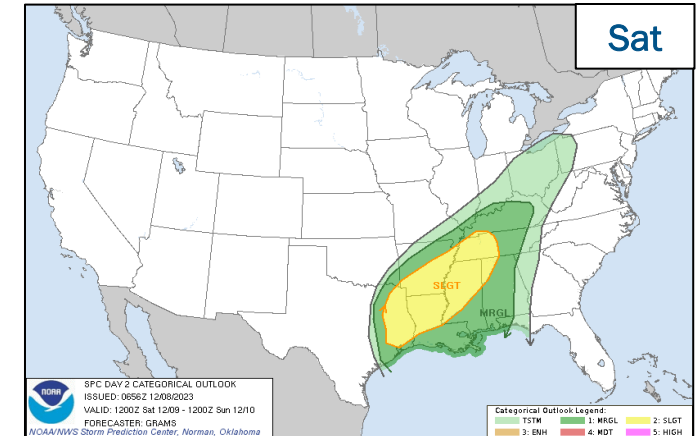 Sat
SLGT
MRGL
NOAA
SPC DAY 2 CATEGORICAL OUTLOOK
ISSUED: 0656Z 12/08/2023
VALID: 1200Z Sat 12/09 - 1200Z Sun 12/10
FORECASTER: GRAMS
NOAA/NWS Storm Prediction Center, Norman, Oklahoma
Categorical Outlook Legend:
TSTM 1: MRGL 2: SLGT
3: ENH 4: MDT 5: HIGH